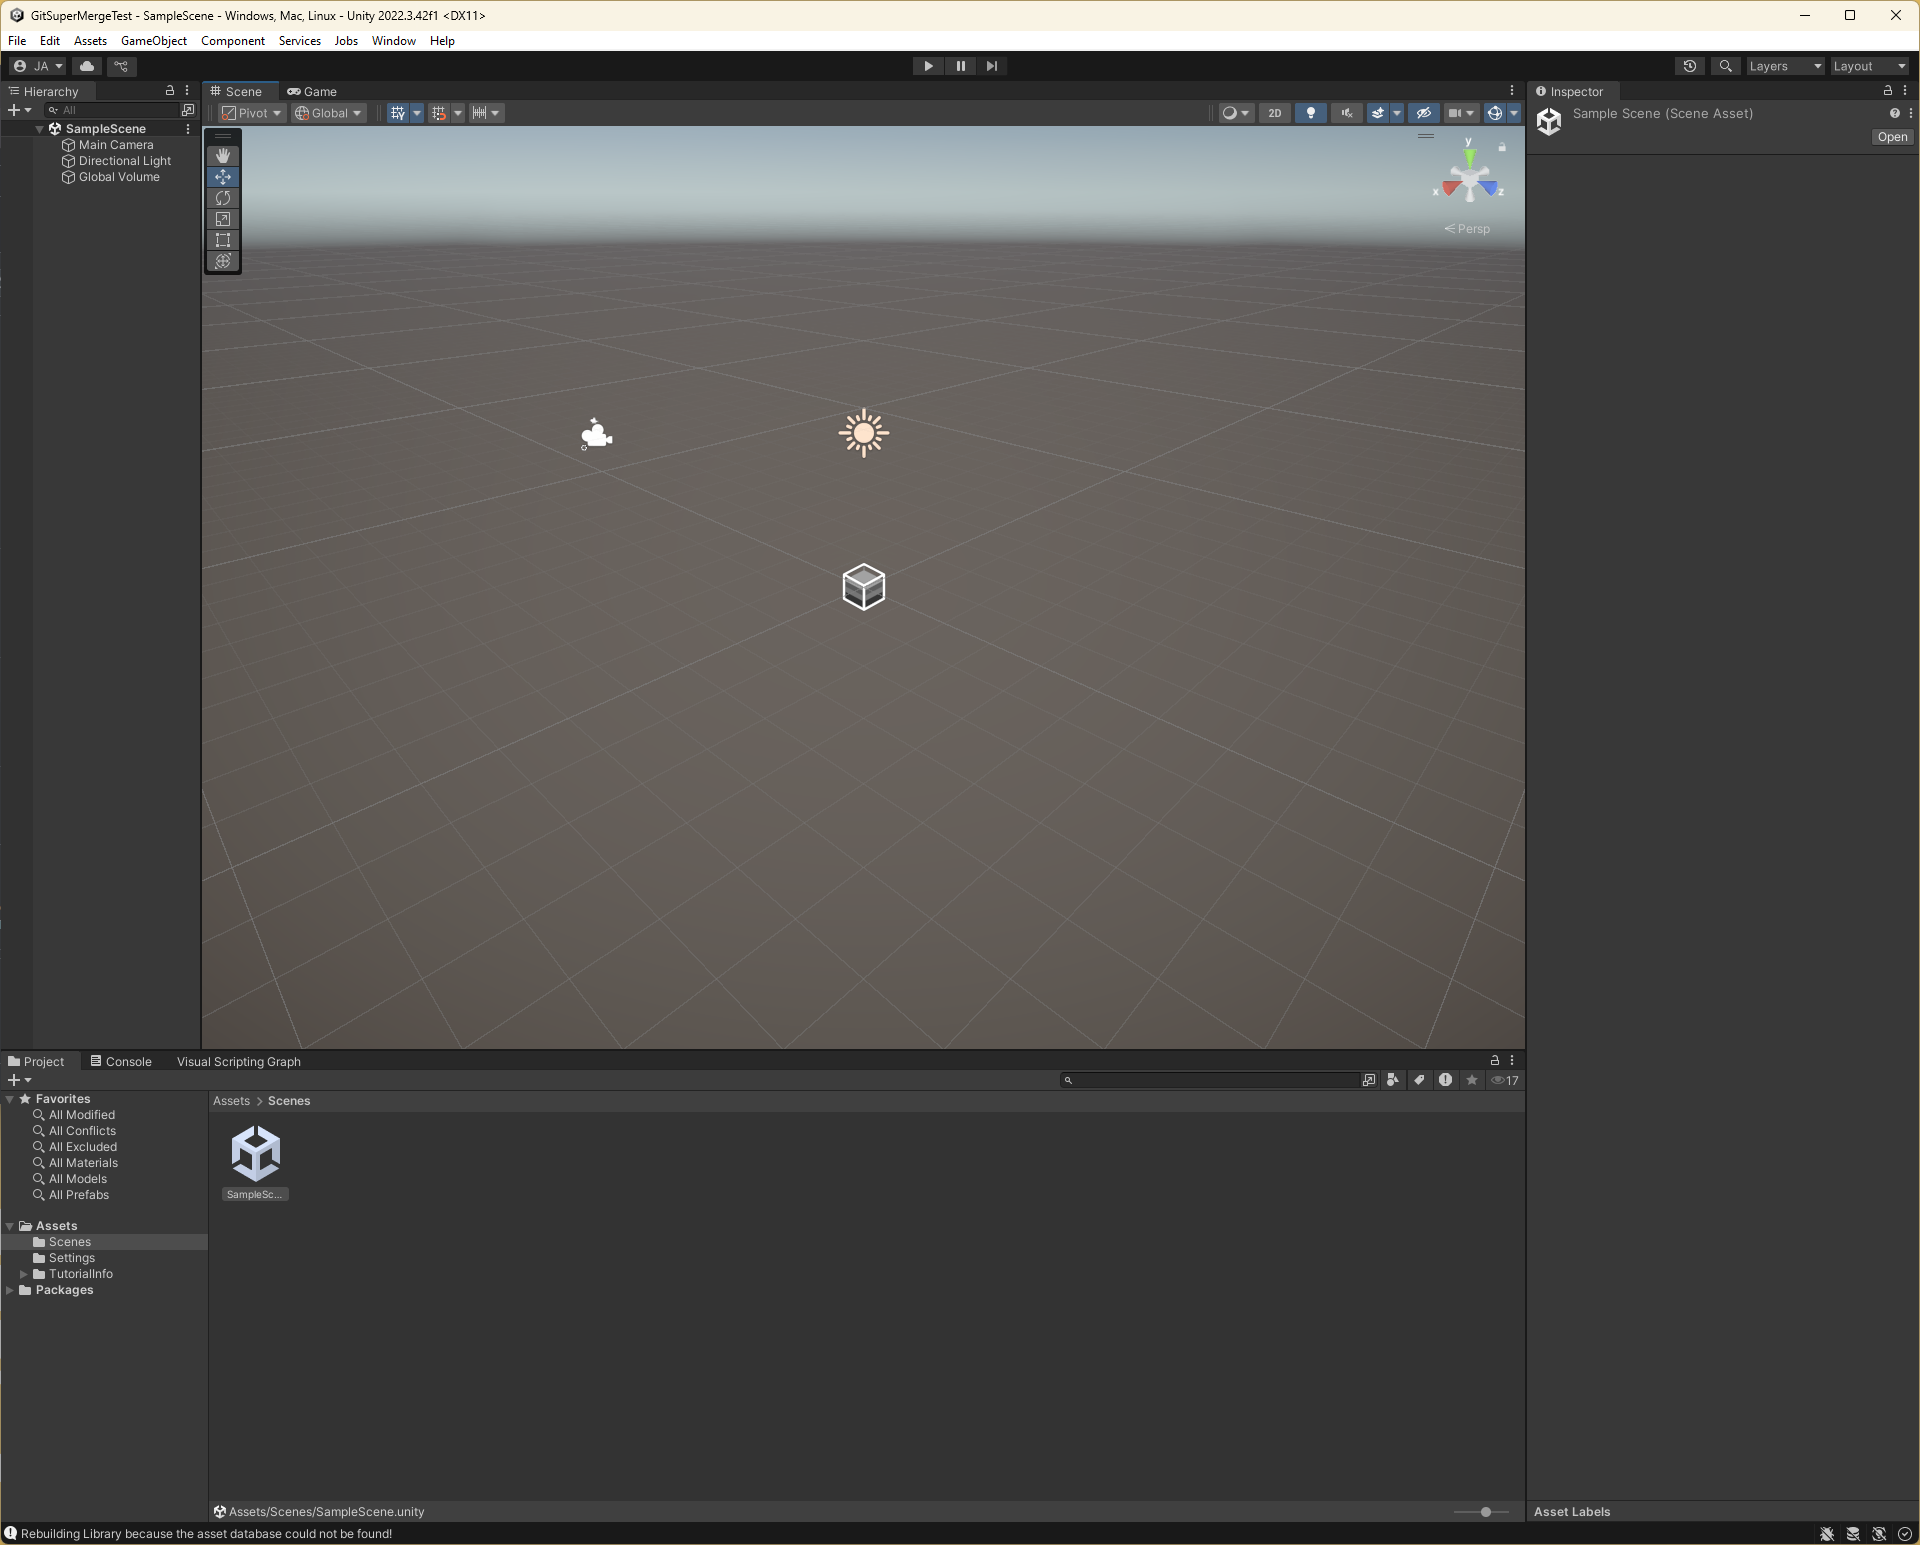 GitSuperMergeTest - SampleScene - Windows, Mac, Linux - Unity 2022.3.42f1 <DX11>
File Edit Assets GameObject Component Services Jobs Window Help
JA Layers Layout
Hierarchy
All
SampleScene
Main Camera
Directional Light
Global Volume
Scene Game
Pivot Global 2D
y
x z
Persp
Inspector
Sample Scene (Scene Asset)
Open
Project Console Visual Scripting Graph
17
Favorites
All Modified
All Conflicts
All Excluded
All Materials
All Models
All Prefabs
Assets
Scenes
Settings
TutorialInfo
Packages
Assets > Scenes
SampleSc...
Assets/Scenes/SampleScene.unity
Asset Labels
Rebuilding Library because the asset database could not be found!